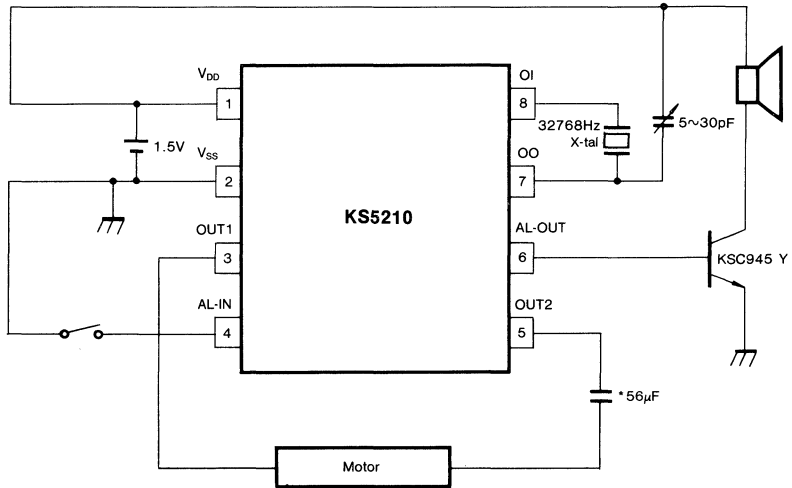 V_DD
1
1.5V
V_SS
2
OUT1
3
AL-IN
4
KS5210
OI
8
32768Hz
X-tal
5~30pF
OO
7
AL-OUT
6
KSC945 Y
OUT2
5
*56μF
Motor